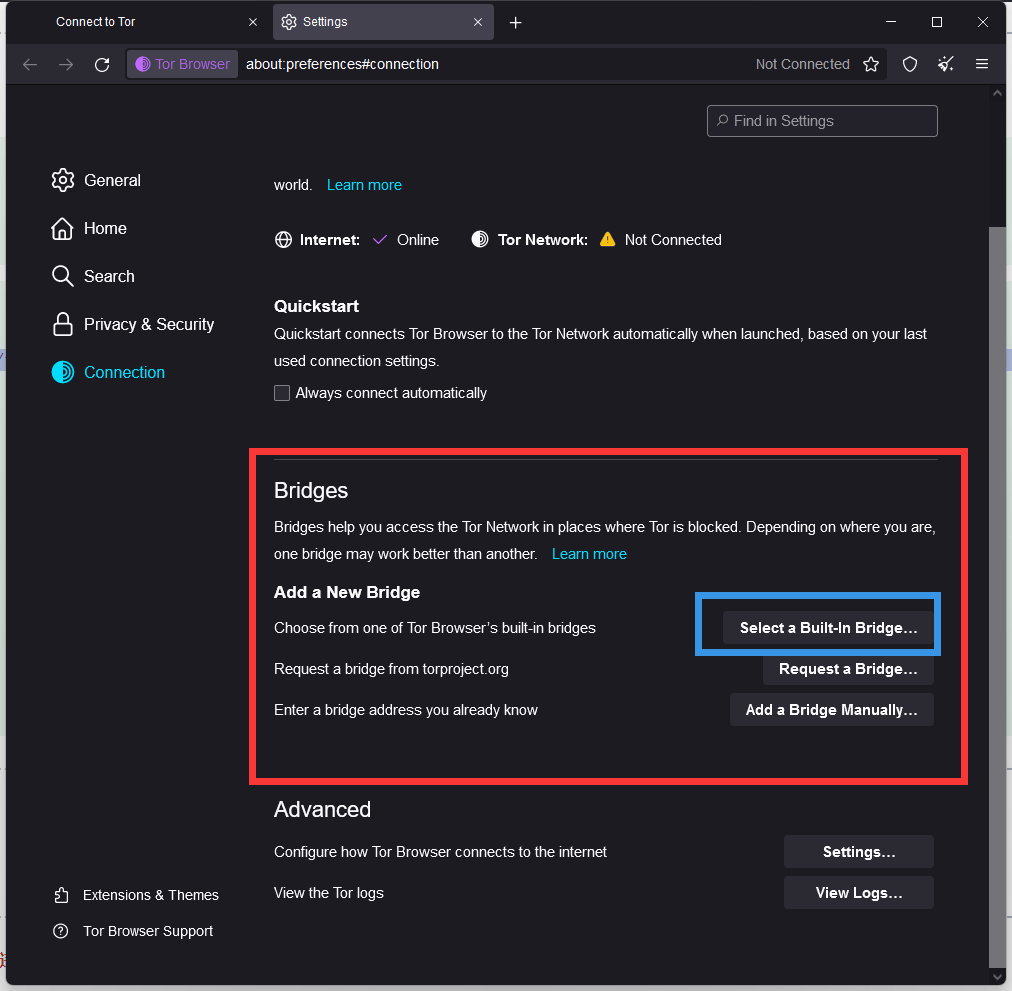 Connect to Tor
Settings
Tor Browser
about:preferences#connection
Not Connected
Find in Settings
General
Home
Search
Privacy & Security
Connection
world. Learn more
Internet: Online Tor Network: Not Connected
Quickstart
Quickstart connects Tor Browser to the Tor Network automatically when launched, based on your last
used connection settings.
Always connect automatically
Bridges
Bridges help you access the Tor Network in places where Tor is blocked. Depending on where you are,
one bridge may work better than another. Learn more
Add a New Bridge
Choose from one of Tor Browser’s built-in bridges
Select a Built-In Bridge…
Request a bridge from torproject.org
Request a Bridge…
Enter a bridge address you already know
Add a Bridge Manually…
Advanced
Configure how Tor Browser connects to the internet
Settings…
View the Tor logs
View Logs…
Extensions & Themes
Tor Browser Support